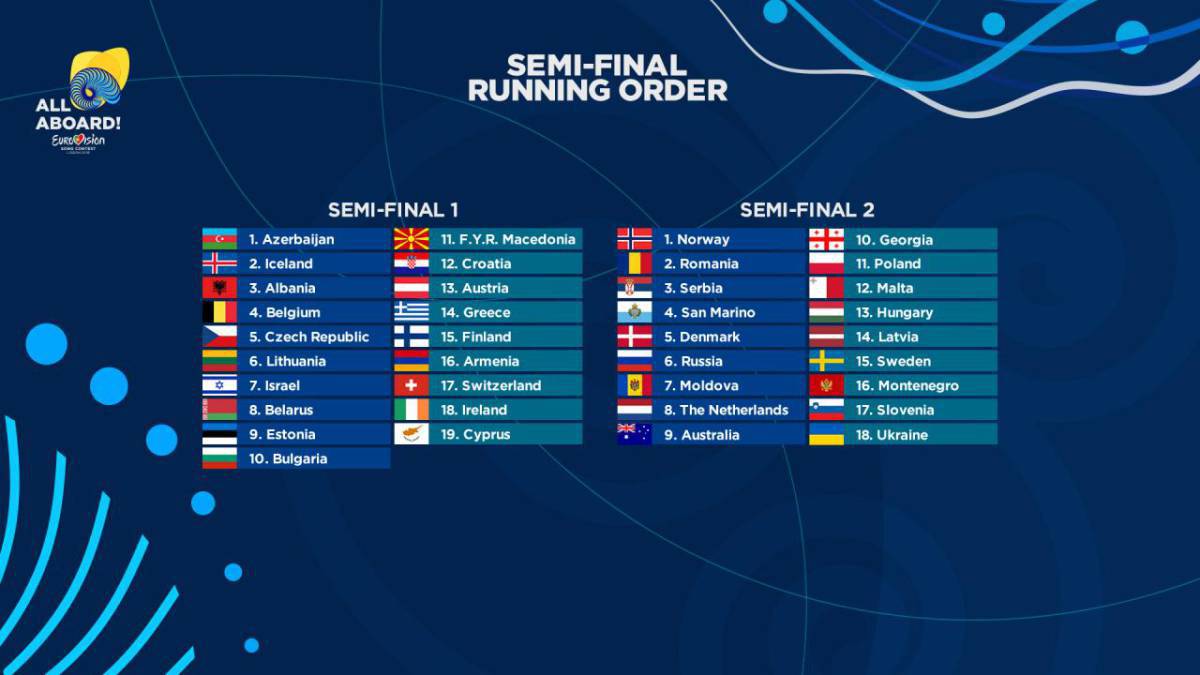 ALL
ABOARD!
EUROVISION
SONG CONTEST
SEMI-FINAL
RUNNING ORDER
SEMI-FINAL 1
1. Azerbaijan
2. Iceland
3. Albania
4. Belgium
5. Czech Republic
6. Lithuania
7. Israel
8. Belarus
9. Estonia
10. Bulgaria
11. F.Y.R. Macedonia
12. Croatia
13. Austria
14. Greece
15. Finland
16. Armenia
17. Switzerland
18. Ireland
19. Cyprus
SEMI-FINAL 2
1. Norway
2. Romania
3. Serbia
4. San Marino
5. Denmark
6. Russia
7. Moldova
8. The Netherlands
9. Australia
10. Georgia
11. Poland
12. Malta
13. Hungary
14. Latvia
15. Sweden
16. Montenegro
17. Slovenia
18. Ukraine